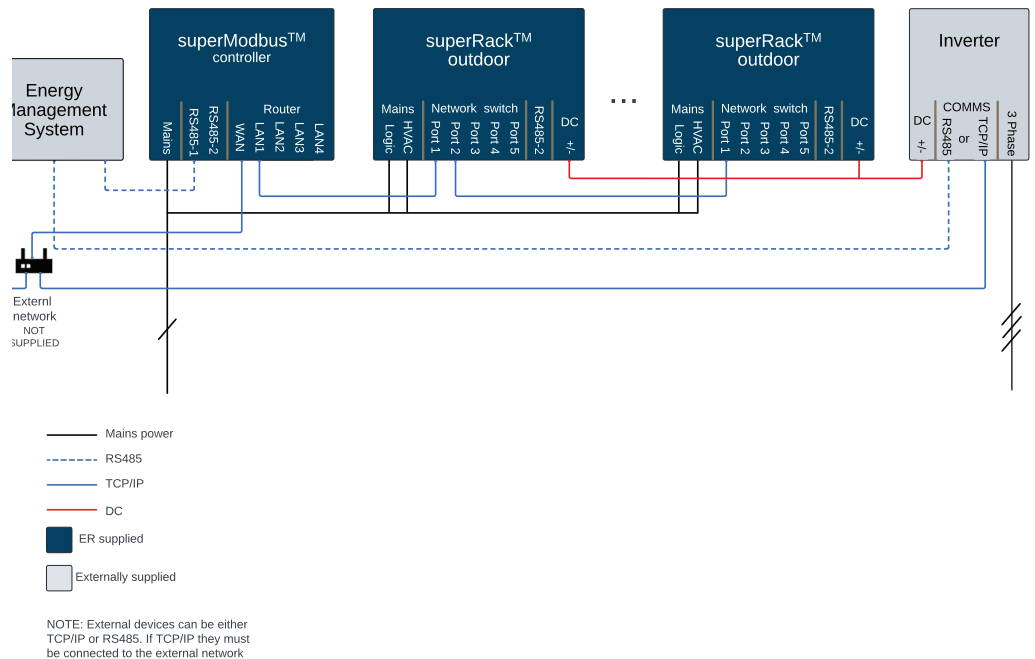 superModbus™
controller
superRack™
outdoor
superRack™
outdoor
Inverter
Energy
Management
System
Router
Mains
RS485-1
RS485-2
WAN
LAN1
LAN2
LAN3
LAN4
Mains
Network switch
Logic
HVAC
Port 1
Port 2
Port 3
Port 4
Port 5
RS485-2
DC
+/-
...
Mains
Network switch
Logic
HVAC
Port 1
Port 2
Port 3
Port 4
Port 5
RS485-2
DC
+/-
COMMS
DC
+/-
RS485
or
TCP/IP
3 Phase
Externl
network
NOT
SUPPLIED
Mains power
RS485
TCP/IP
DC
ER supplied
Externally supplied
NOTE: External devices can be either
TCP/IP or RS485. If TCP/IP they must
be connected to the external network